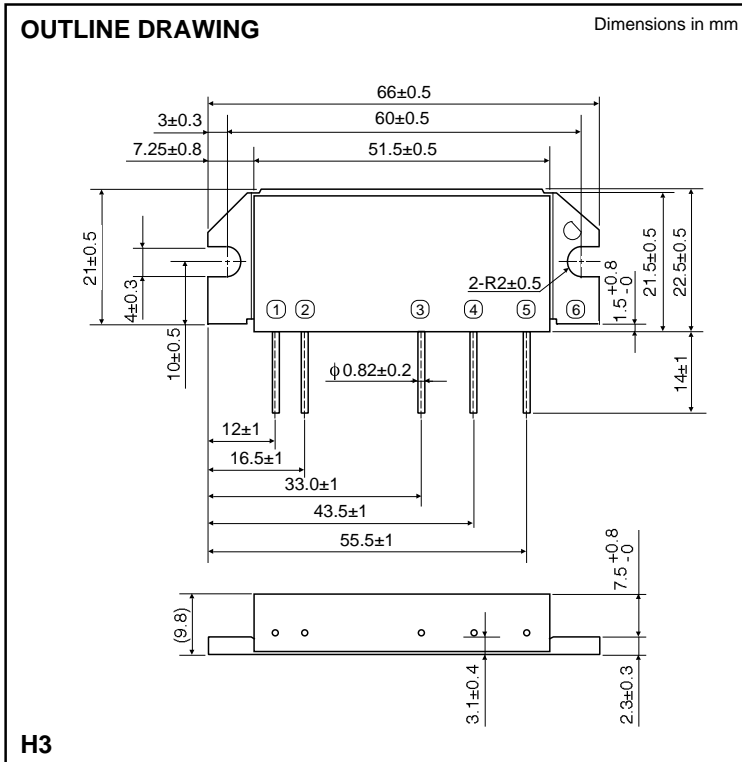 OUTLINE DRAWING
Dimensions in mm
66±0.5
3±0.3
60±0.5
7.25±0.8
51.5±0.5
21±0.5
4±0.3
10±0.5
2-R2±0.5
1.5 +0.8 -0
21.5±0.5
22.5±0.5
1 2 3 4 5 6
ϕ0.82±0.2
14±1
12±1
16.5±1
33.0±1
43.5±1
55.5±1
(9.8)
7.5 +0.8 -0
3.1±0.4
2.3±0.3
H3